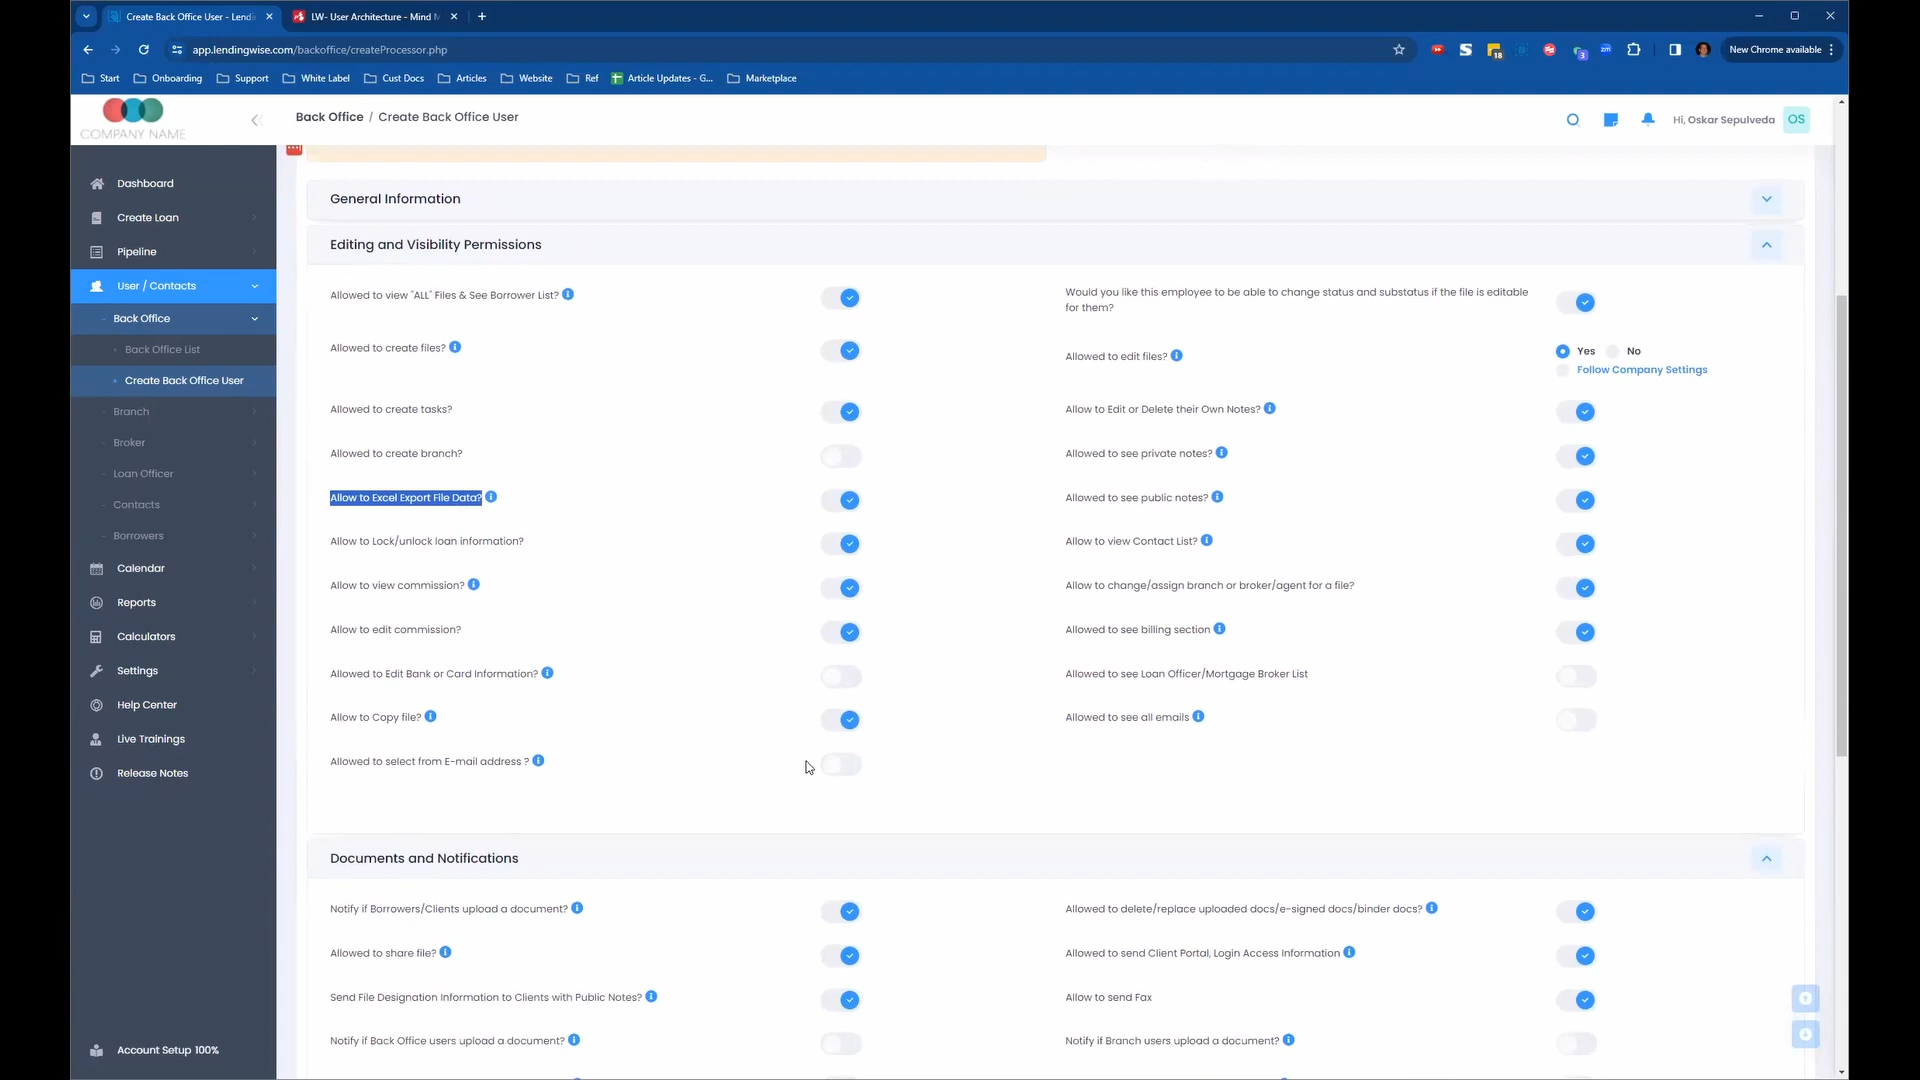 Create Back Office User - Lendi
LW- User Architecture - Mind M
app.lendingwise.com/backoffice/createProcessor.php
18
3
zm
New Chrome available
Start
Onboarding
Support
White Label
Cust Docs
Articles
Website
Ref
Article Updates - G...
Marketplace
COMPANY NAME
Back Office / Create Back Office User
Hi, Oskar Sepulveda
OS
Dashboard
Create Loan
Pipeline
User / Contacts
Back Office
Back Office List
Create Back Office User
Branch
Broker
Loan Officer
Contacts
Borrowers
Calendar
Reports
Calculators
Settings
Help Center
Live Trainings
Release Notes
Account Setup 100%
General Information
Editing and Visibility Permissions
Allowed to view "ALL" Files & See Borrower List?
Would you like this employee to be able to change status and substatus if the file is editable
for them?
Allowed to create files?
Allowed to edit files?
Yes
No
Follow Company Settings
Allowed to create tasks?
Allow to Edit or Delete their Own Notes?
Allowed to create branch?
Allowed to see private notes?
Allow to Excel Export File Data?
Allowed to see public notes?
Allow to Lock/unlock loan information?
Allow to view Contact List?
Allow to view commission?
Allow to change/assign branch or broker/agent for a file?
Allow to edit commission?
Allowed to see billing section
Allowed to Edit Bank or Card Information?
Allowed to see Loan Officer/Mortgage Broker List
Allow to Copy file?
Allowed to see all emails
Allowed to select from E-mail address ?
Documents and Notifications
Notify if Borrowers/Clients upload a document?
Allowed to delete/replace uploaded docs/e-signed docs/binder docs?
Allowed to share file?
Allowed to send Client Portal, Login Access Information
Send File Designation Information to Clients with Public Notes?
Allow to send Fax
Notify if Back Office users upload a document?
Notify if Branch users upload a document?